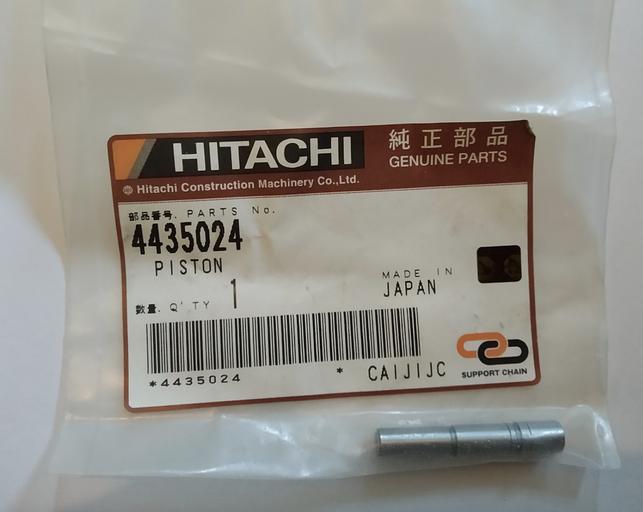 HITACHI
純正部品
GENUINE PARTS
Hitachi Construction Machinery Co.,Ltd.
部品番号. PARTS No.
4435024
PISTON
MADE IN
JAPAN
数量. Q'TY 1
*4435024 * CAIJIJC
SUPPORT CHAIN